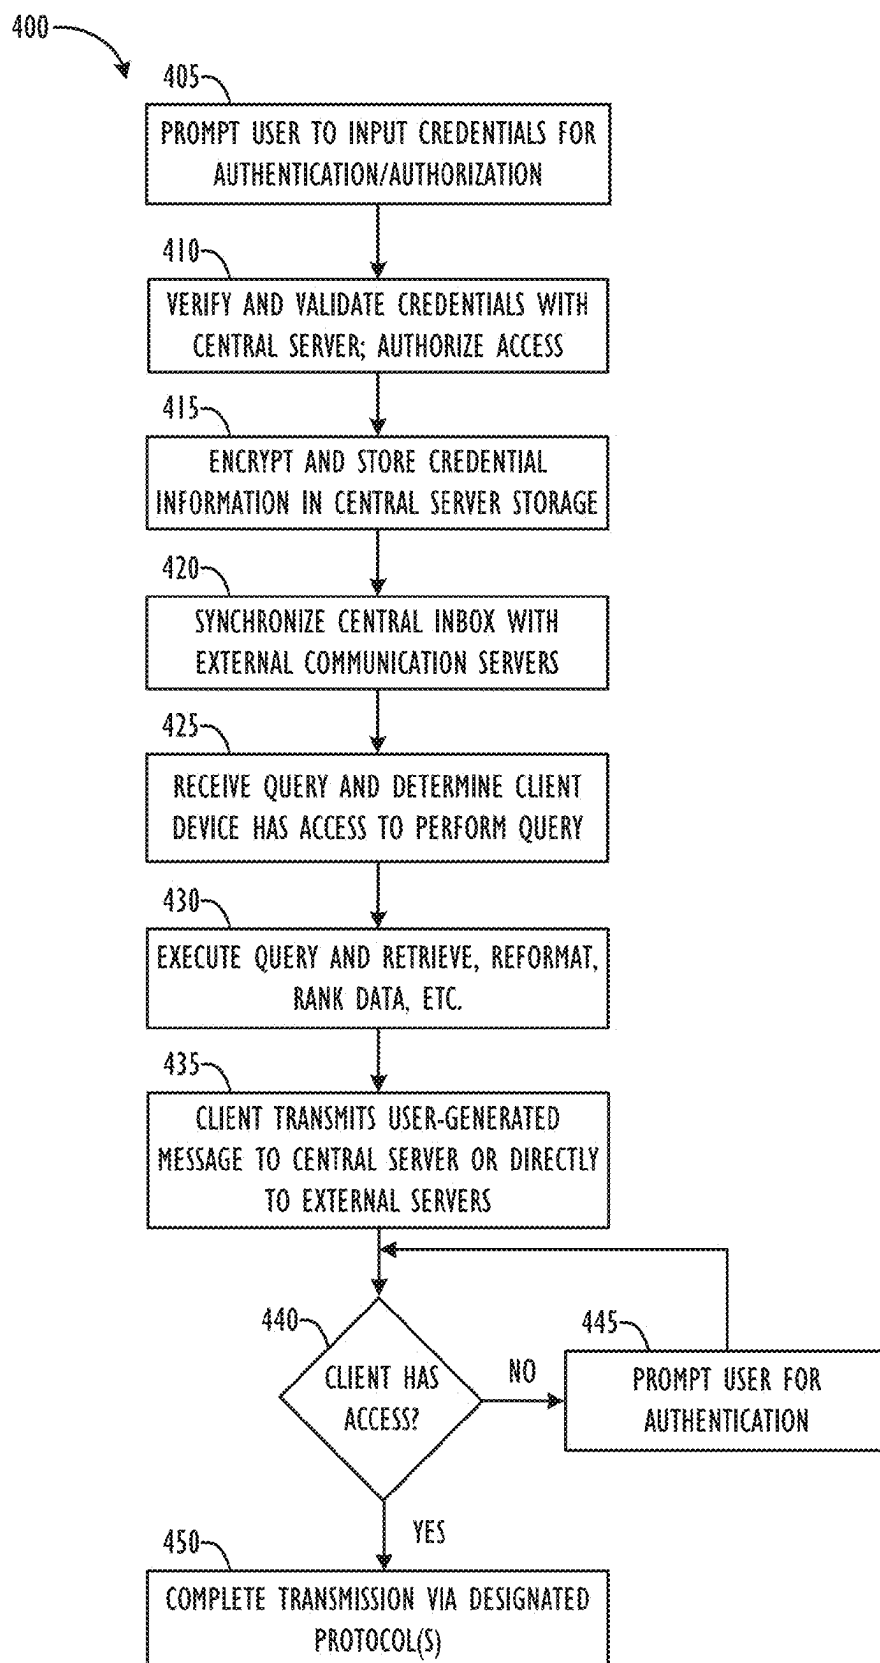 400
405
PROMPT USER TO INPUT CREDENTIALS FOR
AUTHENTICATION/AUTHORIZATION
410
VERIFY AND VALIDATE CREDENTIALS WITH
CENTRAL SERVER; AUTHORIZE ACCESS
415
ENCRYPT AND STORE CREDENTIAL
INFORMATION IN CENTRAL SERVER STORAGE
420
SYNCHRONIZE CENTRAL INBOX WITH
EXTERNAL COMMUNICATION SERVERS
425
RECEIVE QUERY AND DETERMINE CLIENT
DEVICE HAS ACCESS TO PERFORM QUERY
430
EXECUTE QUERY AND RETRIEVE, REFORMAT,
RANK DATA, ETC.
435
CLIENT TRANSMITS USER-GENERATED
MESSAGE TO CENTRAL SERVER OR DIRECTLY
TO EXTERNAL SERVERS
440
CLIENT HAS
ACCESS?
NO
445
PROMPT USER FOR
AUTHENTICATION
YES
450
COMPLETE TRANSMISSION VIA DESIGNATED
PROTOCOL(S)